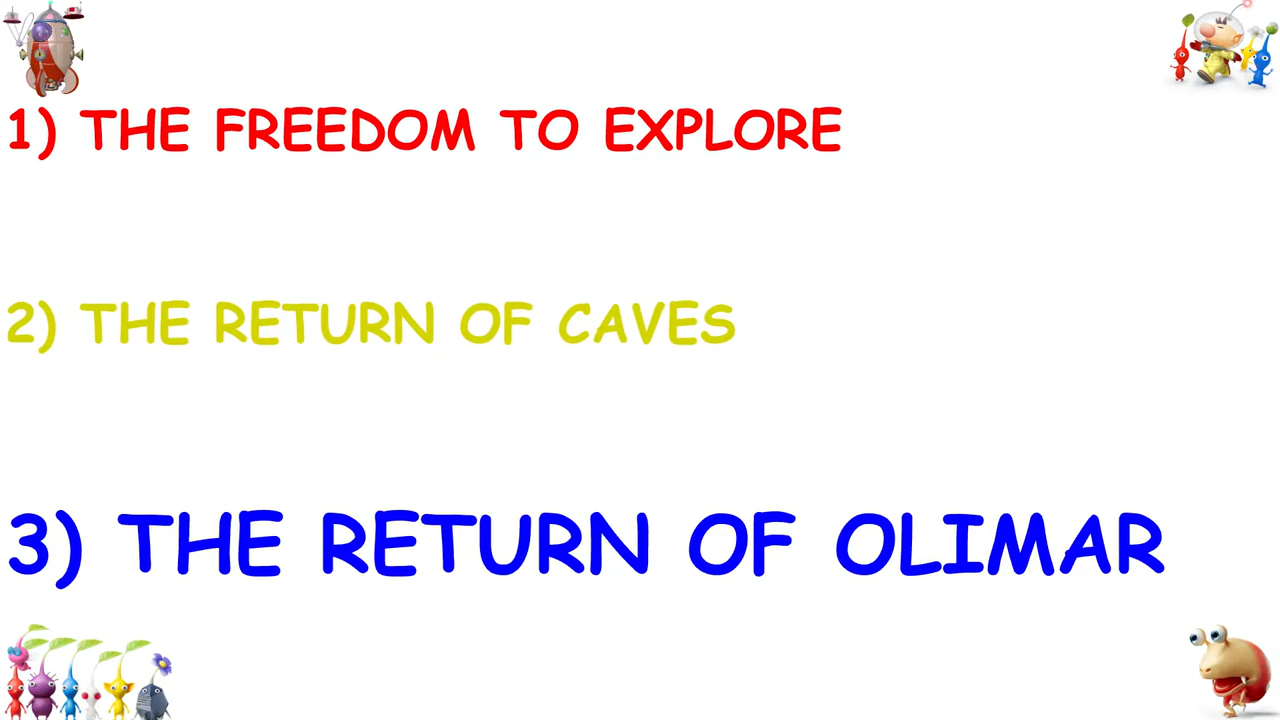 1) THE FREEDOM TO EXPLORE
2) THE RETURN OF CAVES
3) THE RETURN OF OLIMAR